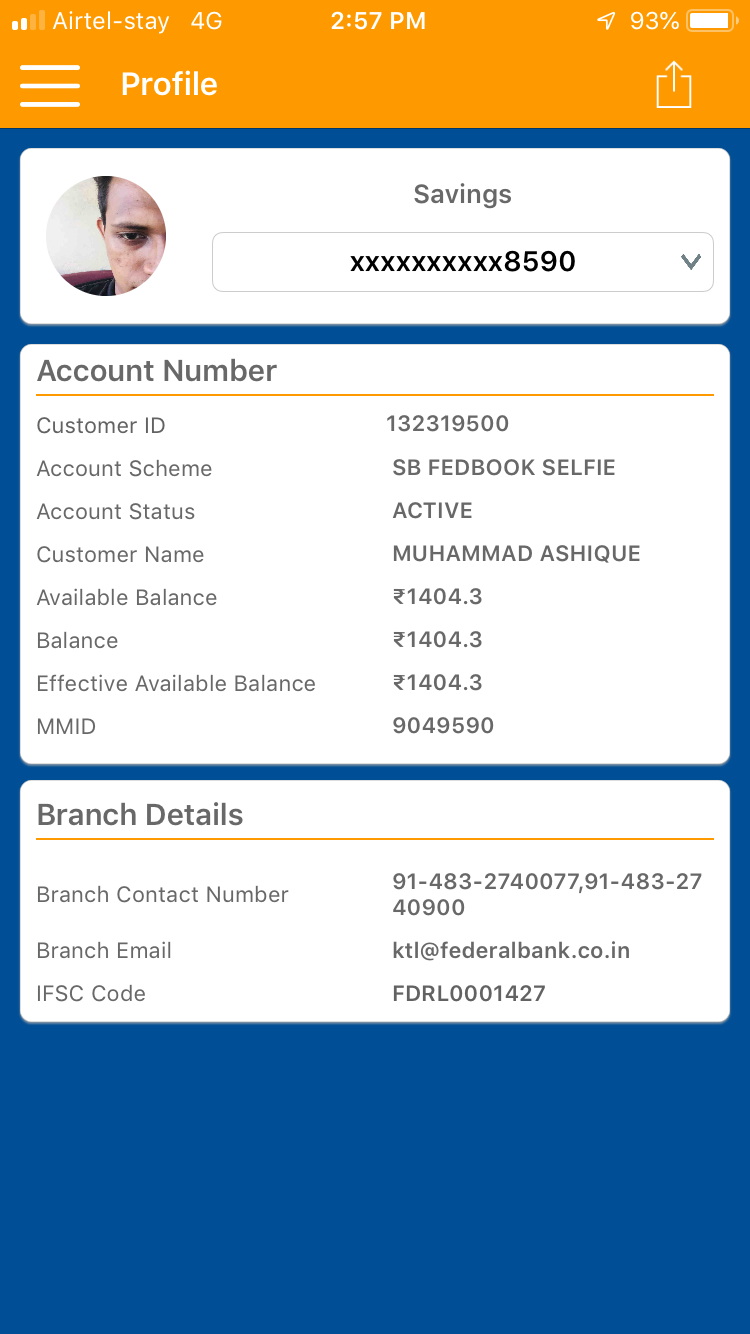 Airtel-stay 4G 2:57 PM 93%
Profile
Savings
xxxxxxxxxx8590
Account Number
Customer ID 132319500
Account Scheme SB FEDBOOK SELFIE
Account Status ACTIVE
Customer Name MUHAMMAD ASHIQUE
Available Balance ₹1404.3
Balance ₹1404.3
Effective Available Balance ₹1404.3
MMID 9049590
Branch Details
Branch Contact Number 91-483-2740077,91-483-27
40900
Branch Email ktl@federalbank.co.in
IFSC Code FDRL0001427